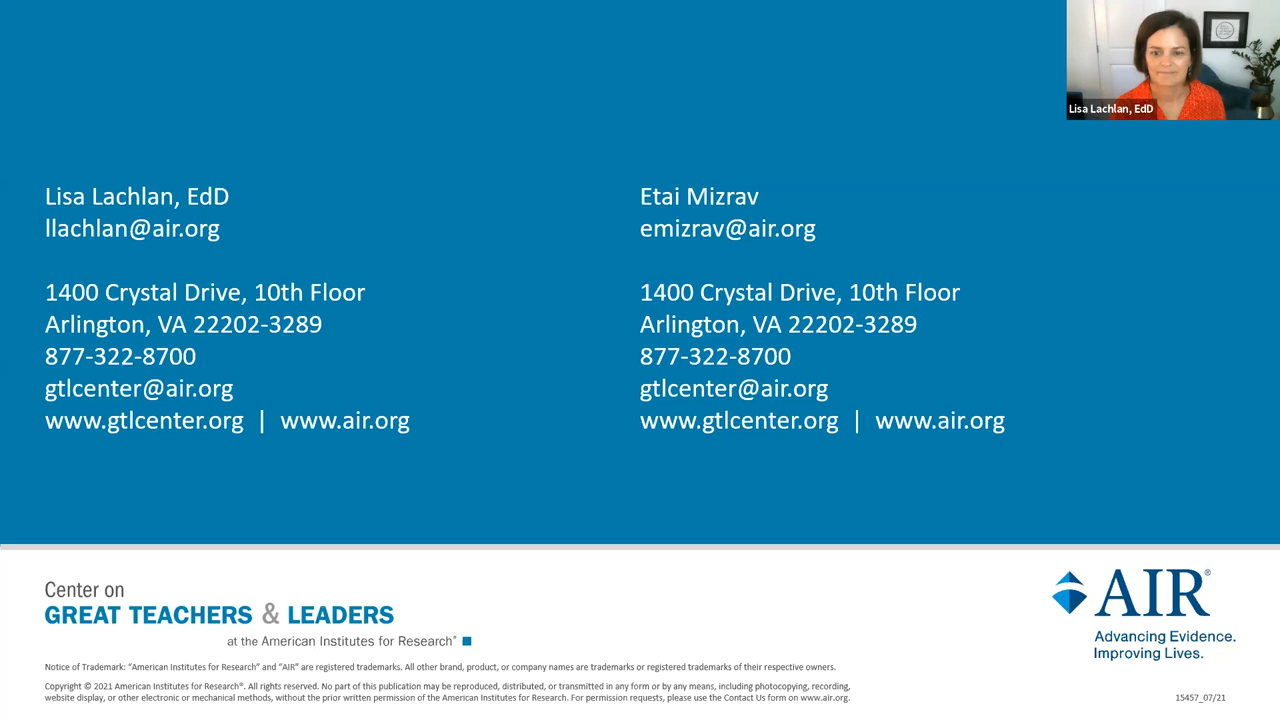 Lisa Lachlan, EdD
Lisa Lachlan, EdD
llachlan@air.org
1400 Crystal Drive, 10th Floor
Arlington, VA 22202-3289
877-322-8700
gtlcenter@air.org
www.gtlcenter.org | www.air.org
Etai Mizrav
emizrav@air.org
1400 Crystal Drive, 10th Floor
Arlington, VA 22202-3289
877-322-8700
gtlcenter@air.org
www.gtlcenter.org | www.air.org
Center on
GREAT TEACHERS & LEADERS
at the American Institutes for Research®
AIR®
Advancing Evidence.
Improving Lives.
Notice of Trademark: “American Institutes for Research” and “AIR” are registered trademarks. All other brand, product, or company names are trademarks or registered trademarks of their respective owners.
Copyright © 2021 American Institutes for Research®. All rights reserved. No part of this publication may be reproduced, distributed, or transmitted in any form or by any means, including photocopying, recording,
website display, or other electronic or mechanical methods, without the prior written permission of the American Institutes for Research. For permission requests, please use the Contact Us form on www.air.org.
15457_07/21